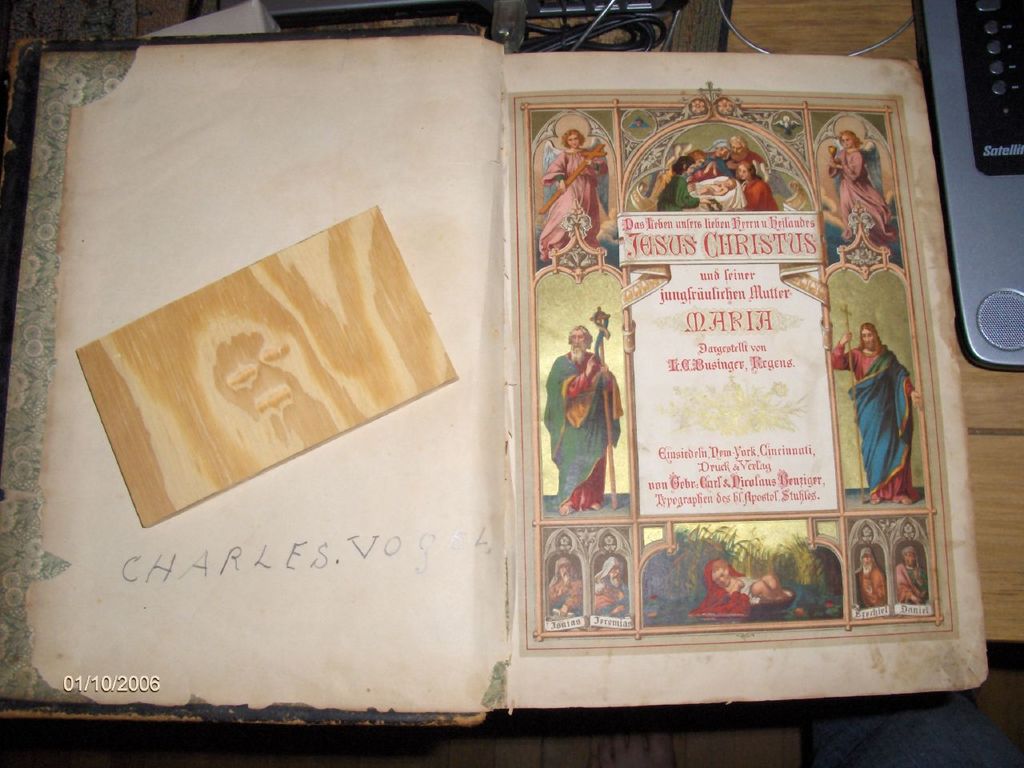 CHARLES. VOGEL
01/10/2006
Das Leben unsers lieben Herrn u. Heilandes
JESUS CHRISTUS
und seiner
jungfräulichen Mutter
MARIA
Dargestellt von
L.C. Businger, Regens.
Einsiedeln, New-York, Cincinnati,
Druck & Verlag
von Gebr. Carl & Nicolaus Benziger,
Typographen des hl. Apostol. Stuhles.
Isaias Jeremias
Ezechiel Daniel
Satellit